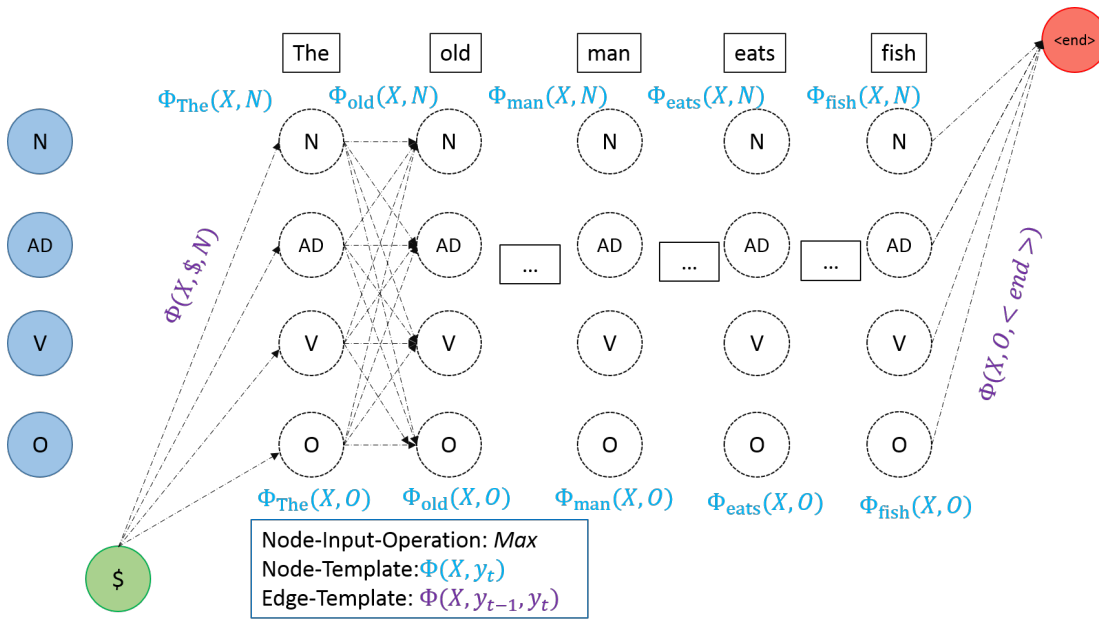 The old man eats fish <end>
Φ_The(X, N) Φ_old(X, N) Φ_man(X, N) Φ_eats(X, N) Φ_fish(X, N)
N N N N N N
Φ(X, $, N)
AD AD AD AD AD AD
... ... ...
Φ(X, O, < end >)
V V V V V V
O O O O O O
Φ_The(X, O) Φ_old(X, O) Φ_man(X, O) Φ_eats(X, O) Φ_fish(X, O)
$
Node-Input-Operation: Max
Node-Template:Φ(X, y_t)
Edge-Template: Φ(X, y_{t−1}, y_t)